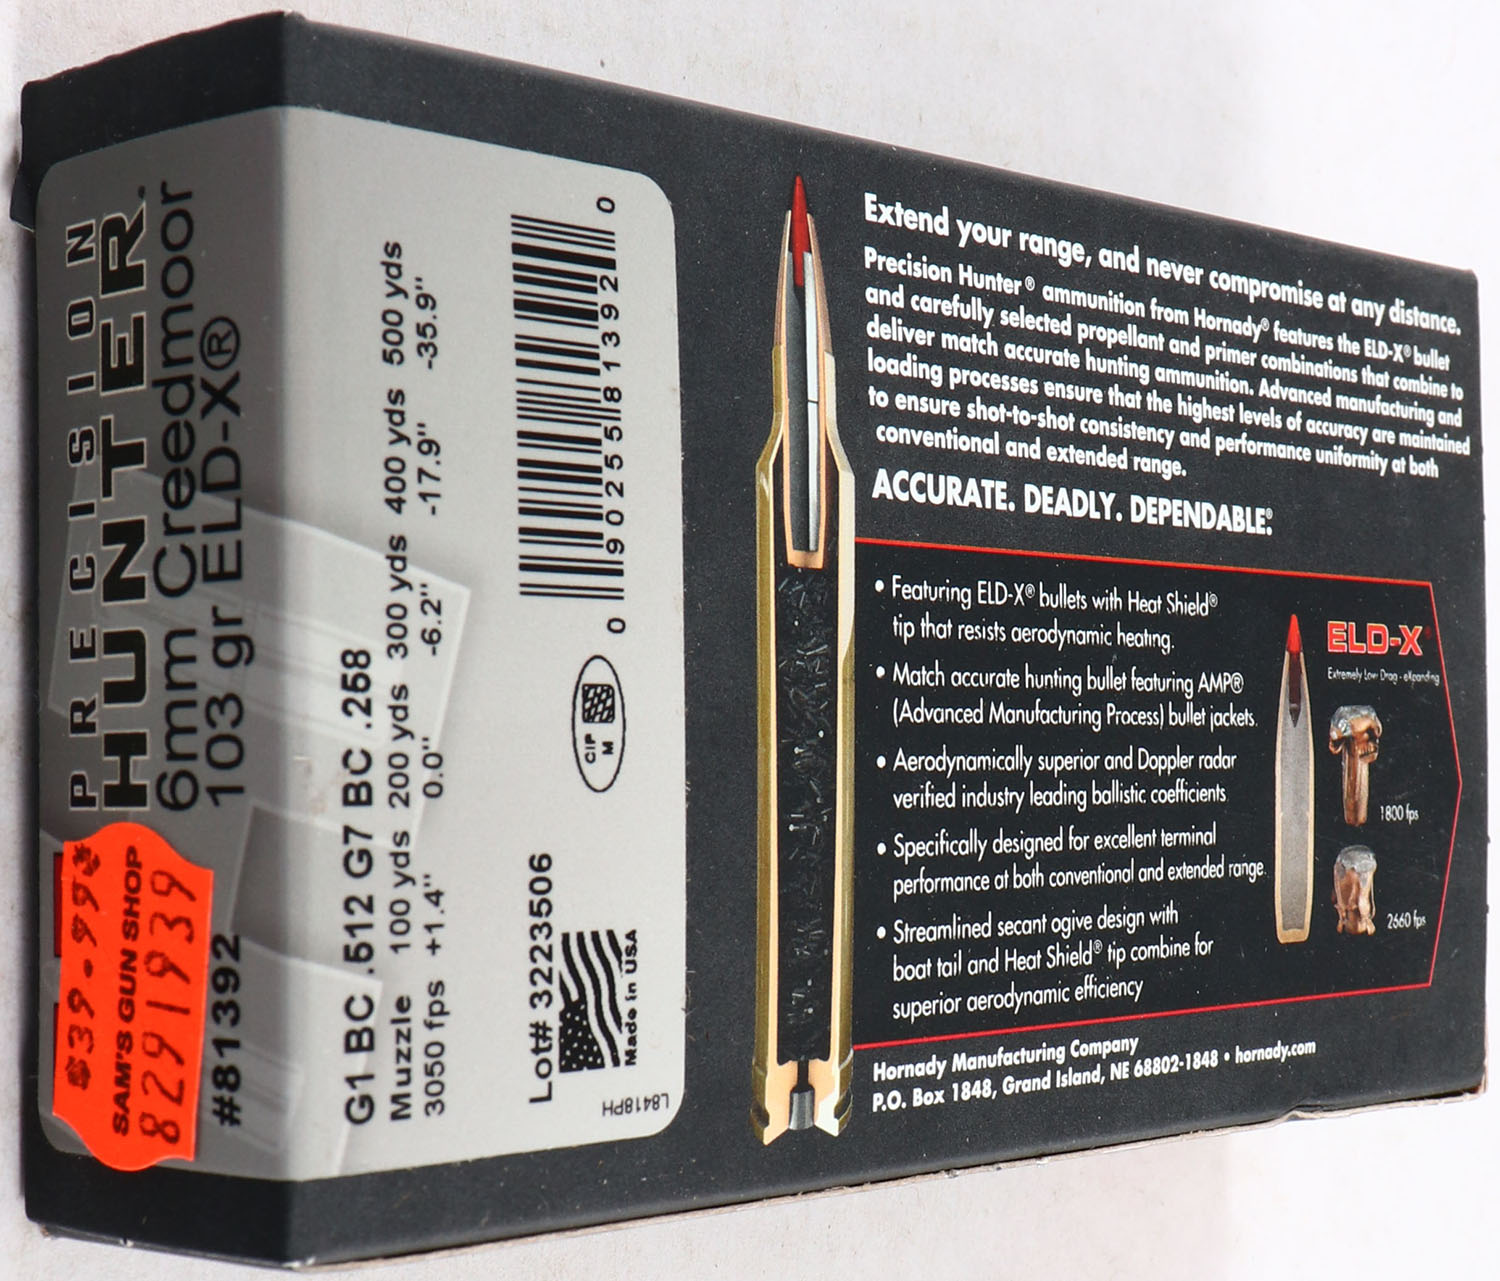 PRECISION
HUNTER
6mm Creedmoor
103 gr ELD-X®
$39.99
SAM'S GUN SHOP
8291939
#81392
G1 BC .512 G7 BC .258
Muzzle 100 yds 200 yds 300 yds 400 yds 500 yds
3050 fps +1.4" 0.0" -6.2" -17.9" -35.9"
0 90255 81392 0
CIP
M
Lot# 3223506
Made in USA
L8418PH
Extend your range, and never compromise at any distance.
Precision Hunter® ammunition from Hornady® features the ELD-X® bullet
and carefully selected propellant and primer combinations that combine to
deliver match accurate hunting ammunition. Advanced manufacturing and
loading processes ensure that the highest levels of accuracy are maintained
to ensure shot-to-shot consistency and performance uniformity at both
conventional and extended range.
ACCURATE. DEADLY. DEPENDABLE®
• Featuring ELD-X® bullets with Heat Shield®
tip that resists aerodynamic heating.
• Match accurate hunting bullet featuring AMP®
(Advanced Manufacturing Process) bullet jackets.
• Aerodynamically superior and Doppler radar
verified industry leading ballistic coefficients
• Specifically designed for excellent terminal
performance at both conventional and extended range.
• Streamlined secant ogive design with
boat tail and Heat Shield® tip combine for
superior aerodynamic efficiency
ELD-X®
Extremely Low Drag - eXpanding
1800 fps
2660 fps
Hornady Manufacturing Company
P.O. Box 1848, Grand Island, NE 68802-1848 • hornady.com